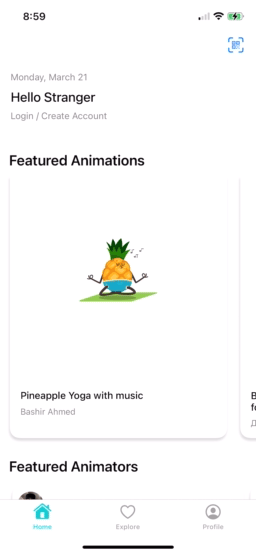 8:59
Monday, March 21
Hello Stranger
Login / Create Account
Featured Animations
Pineapple Yoga with music
Bashir Ahmed
Featured Animators
Home
Explore
Profile